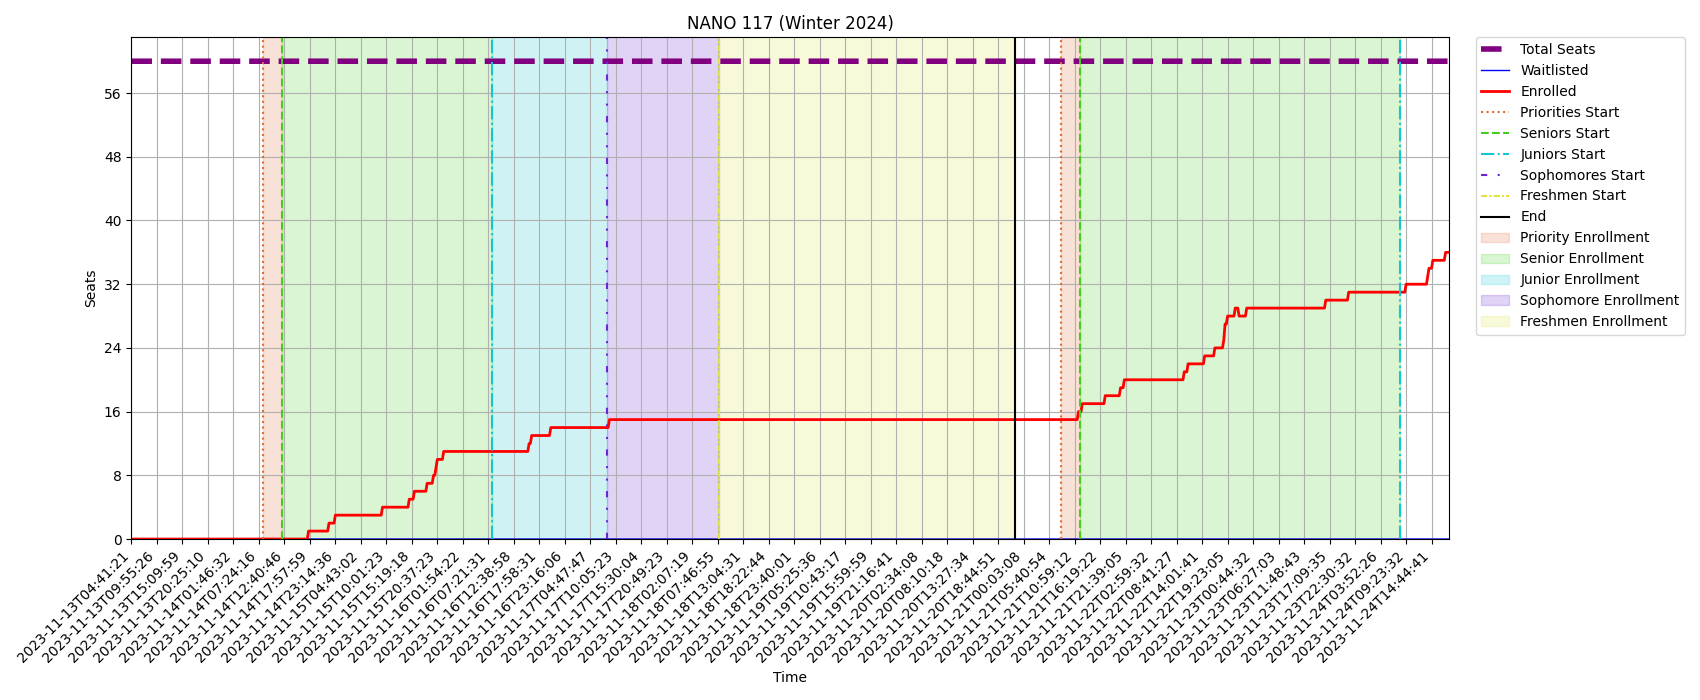 NANO 117 (Winter 2024)
56
48
40
32
24
16
8
0
Seats
2023-11-13T04:41:21
2023-11-13T09:55:26
2023-11-13T15:09:59
2023-11-13T20:25:10
2023-11-14T01:46:32
2023-11-14T07:24:16
2023-11-14T12:40:46
2023-11-14T17:57:59
2023-11-14T23:14:36
2023-11-15T04:43:02
2023-11-15T10:01:23
2023-11-15T15:19:18
2023-11-15T20:37:23
2023-11-16T01:54:22
2023-11-16T07:21:31
2023-11-16T12:38:58
2023-11-16T17:58:31
2023-11-16T23:16:06
2023-11-17T04:47:47
2023-11-17T10:05:23
2023-11-17T15:30:04
2023-11-17T20:49:23
2023-11-18T02:07:19
2023-11-18T07:46:55
2023-11-18T13:04:31
2023-11-18T18:22:44
2023-11-18T23:40:01
2023-11-19T05:25:36
2023-11-19T10:43:17
2023-11-19T15:59:59
2023-11-19T21:16:41
2023-11-20T02:34:08
2023-11-20T08:10:18
2023-11-20T13:27:34
2023-11-20T18:44:51
2023-11-21T00:03:08
2023-11-21T05:40:54
2023-11-21T10:59:12
2023-11-21T16:19:22
2023-11-21T21:39:05
2023-11-22T02:59:32
2023-11-22T08:41:27
2023-11-22T14:01:41
2023-11-22T19:23:05
2023-11-23T00:44:32
2023-11-23T06:27:03
2023-11-23T11:48:43
2023-11-23T17:09:35
2023-11-23T22:30:32
2023-11-24T03:52:26
2023-11-24T09:23:32
2023-11-24T14:44:41
Time
Total Seats
Waitlisted
Enrolled
Priorities Start
Seniors Start
Juniors Start
Sophomores Start
Freshmen Start
End
Priority Enrollment
Senior Enrollment
Junior Enrollment
Sophomore Enrollment
Freshmen Enrollment